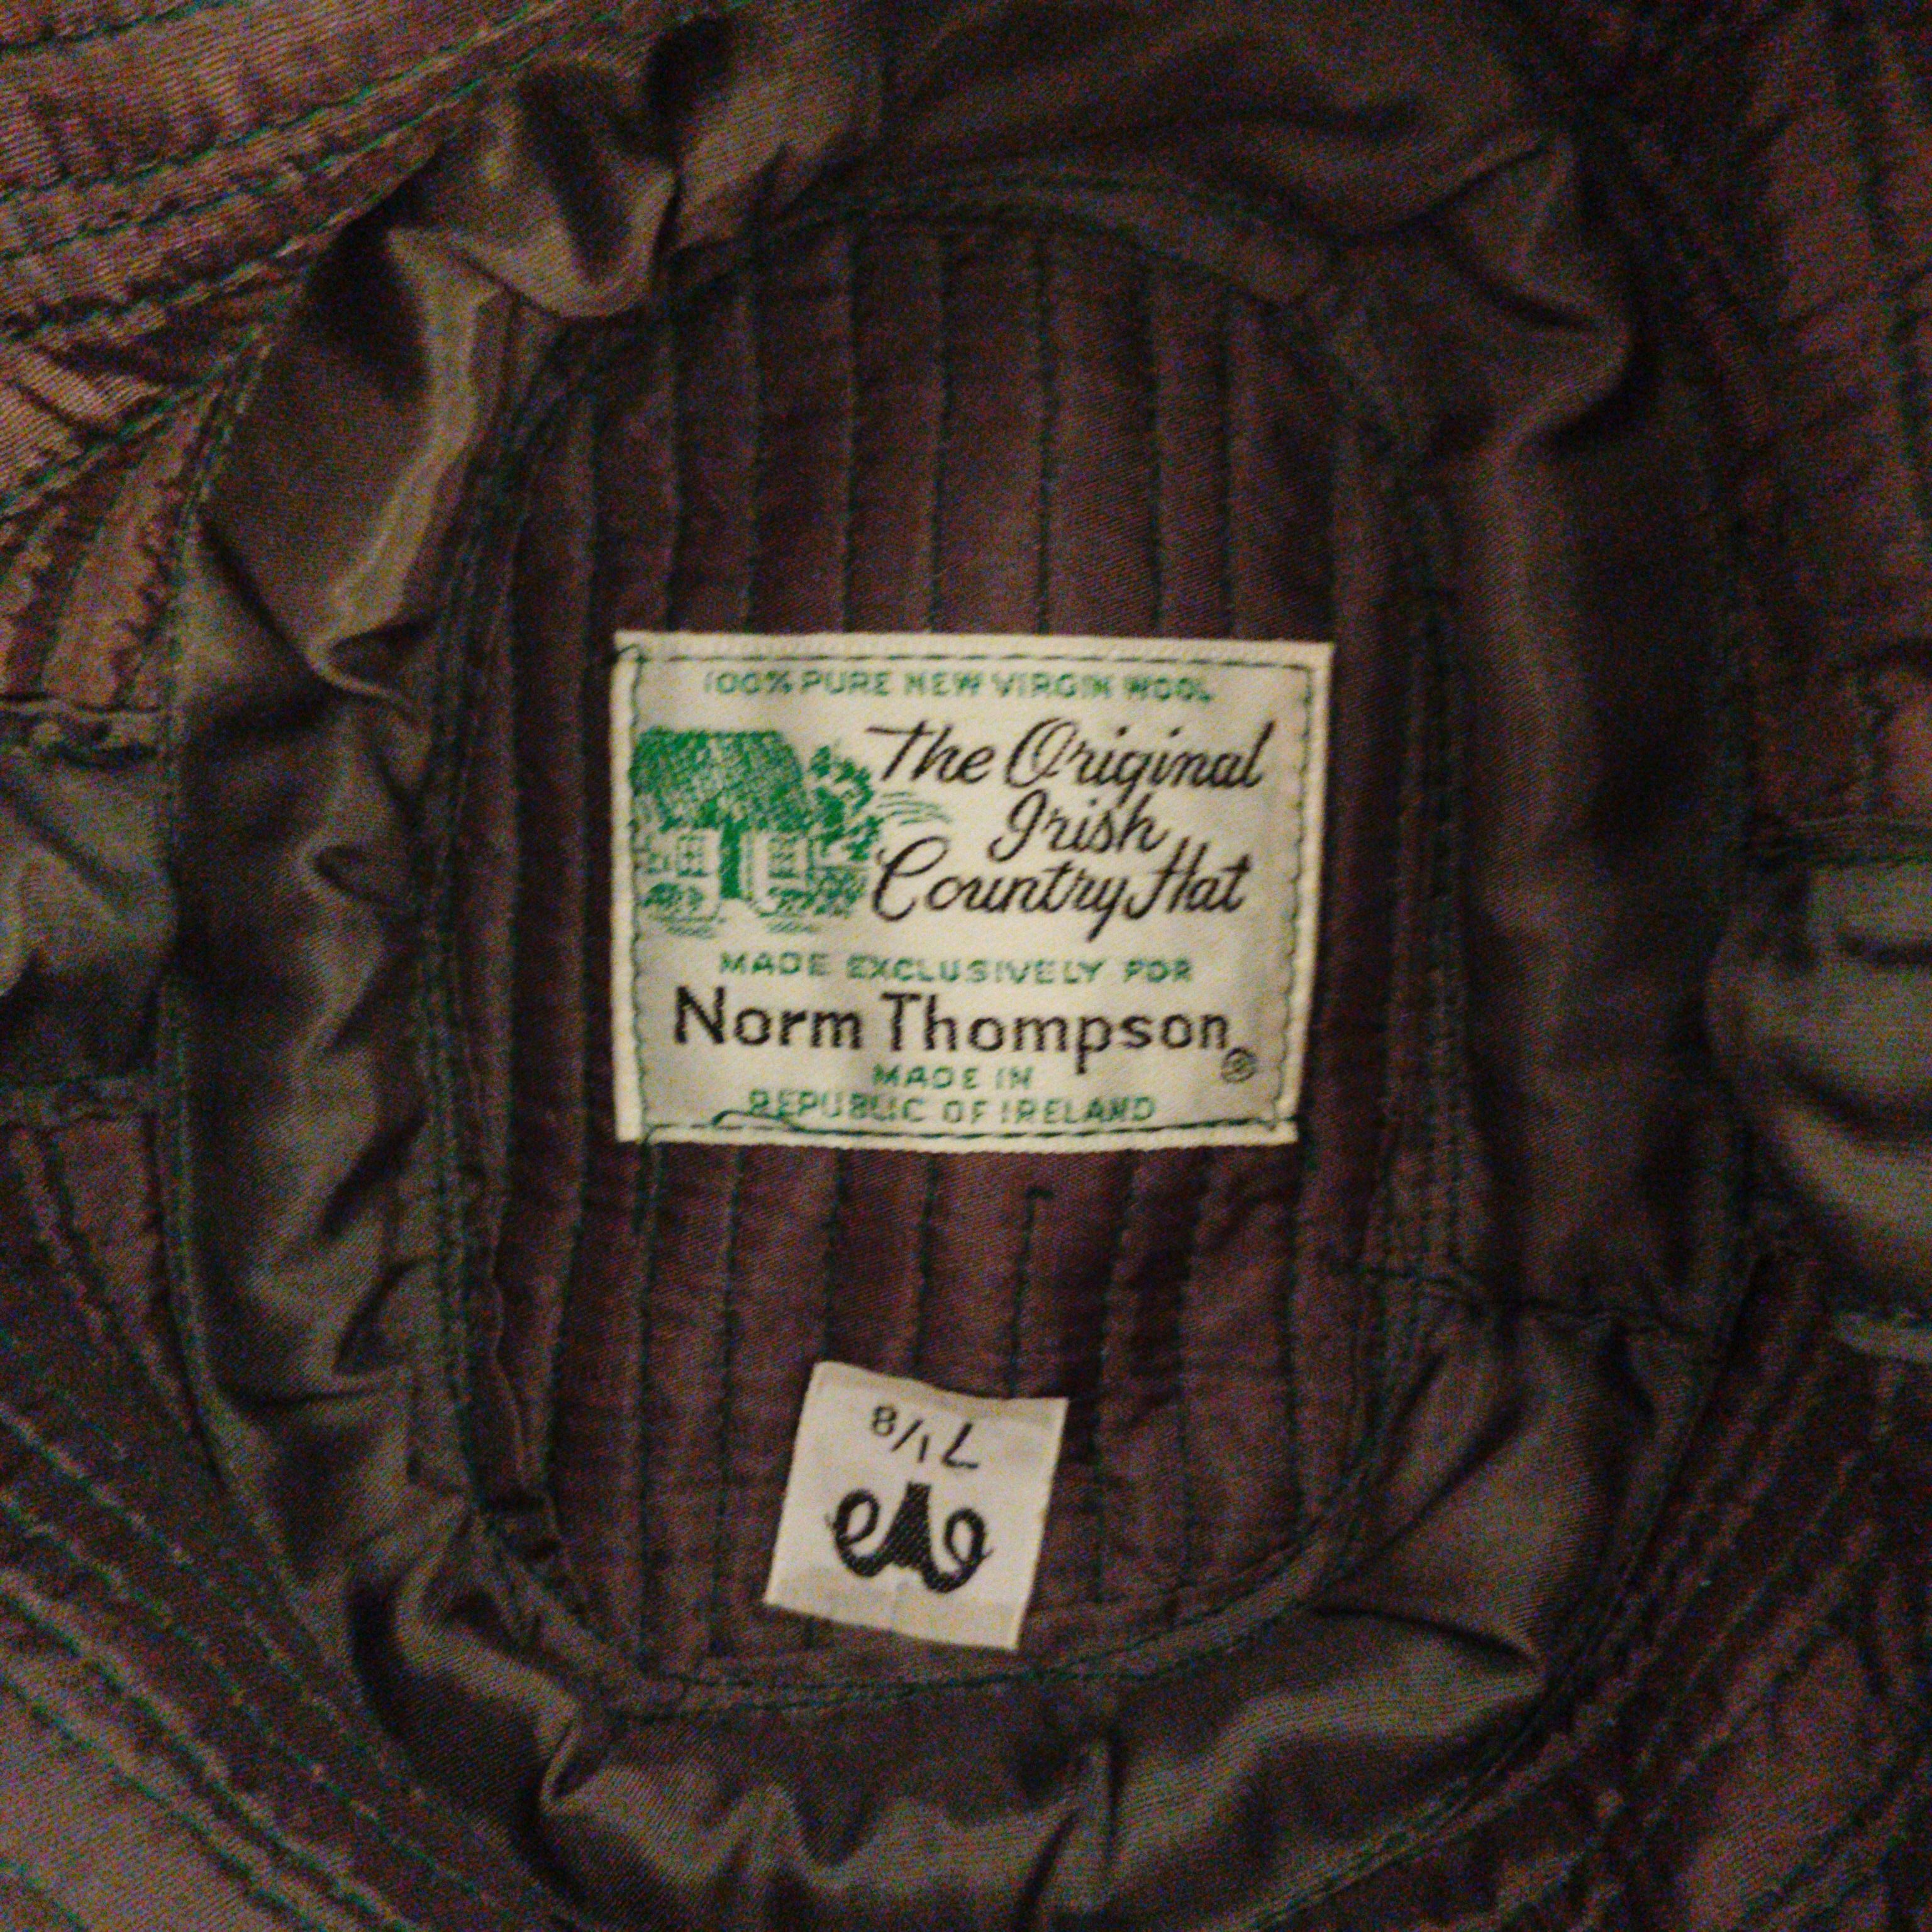 100% PURE NEW VIRGIN WOOL
The Original
Irish
Country Hat
MADE EXCLUSIVELY FOR
Norm Thompson®
MADE IN
REPUBLIC OF IRELAND
7 1/8